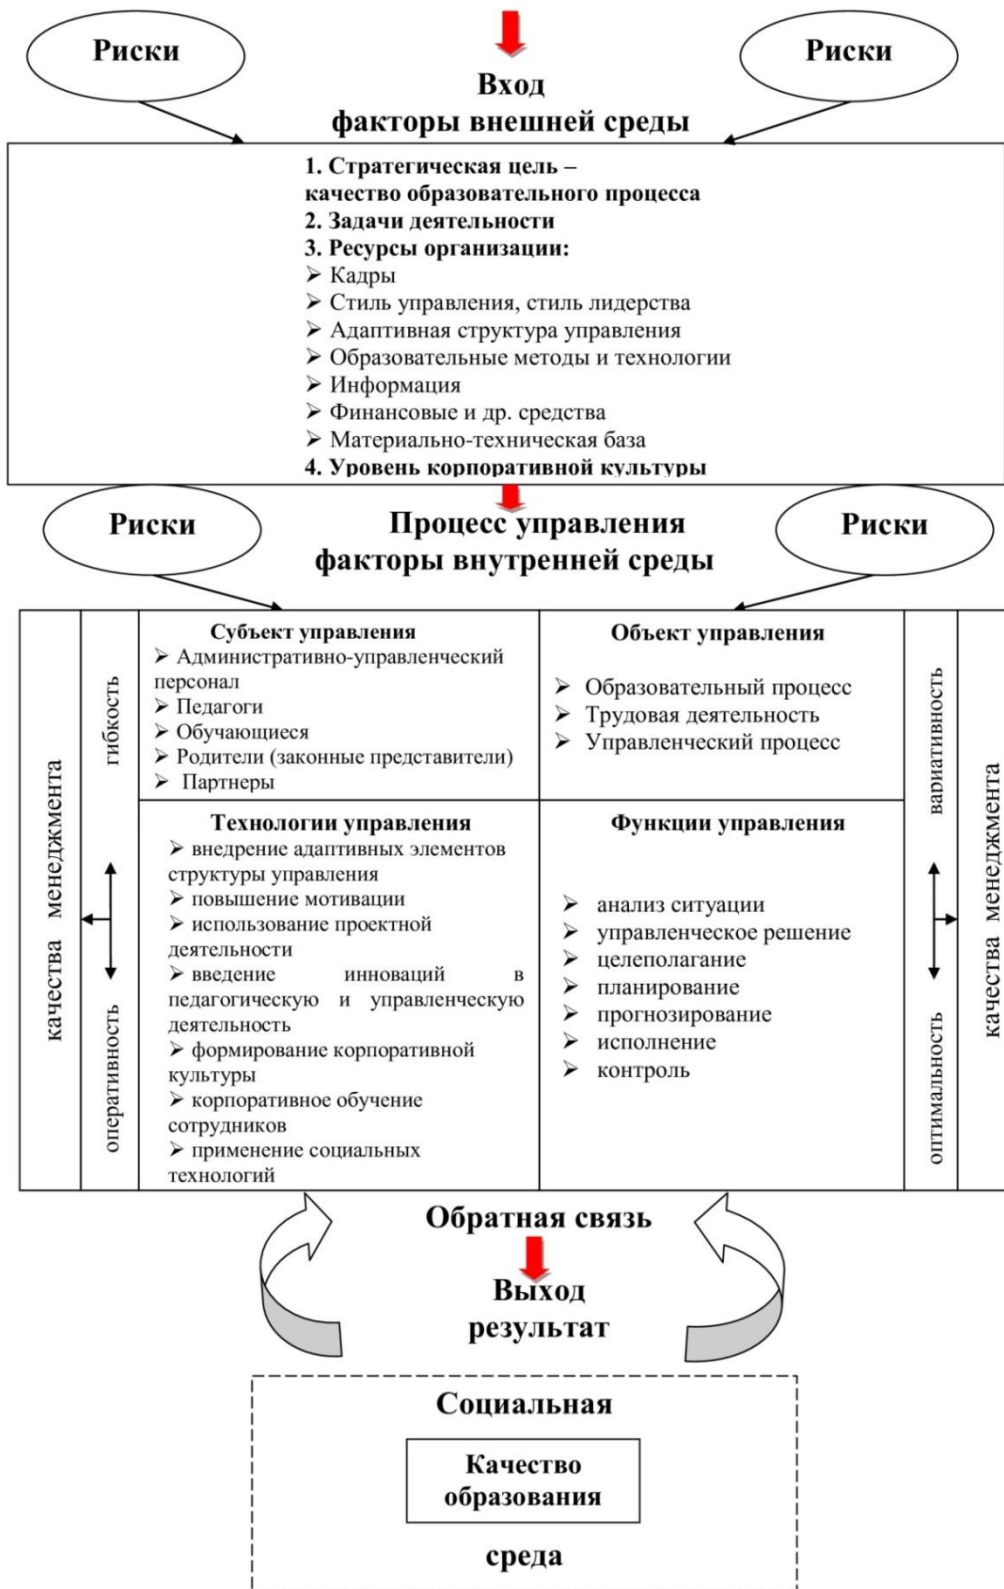 Риски
Риски
Вход
факторы внешней среды
1. Стратегическая цель –
качество образовательного процесса
2. Задачи деятельности
3. Ресурсы организации:
➢ Кадры
➢ Стиль управления, стиль лидерства
➢ Адаптивная структура управления
➢ Образовательные методы и технологии
➢ Информация
➢ Финансовые и др. средства
➢ Материально-техническая база
4. Уровень корпоративной культуры
Риски
Процесс управления
факторы внутренней среды
Риски
качества менеджмента
гибкость
оперативность
Субъект управления
➢ Административно-управленческий
персонал
➢ Педагоги
➢ Обучающиеся
➢ Родители (законные представители)
➢ Партнеры
Объект управления
➢ Образовательный процесс
➢ Трудовая деятельность
➢ Управленческий процесс
Технологии управления
➢ внедрение адаптивных элементов
структуры управления
➢ повышение мотивации
➢ использование проектной
деятельности
➢ введение инноваций в
педагогическую и управленческую
деятельность
➢ формирование корпоративной
культуры
➢ корпоративное обучение
сотрудников
➢ применение социальных
технологий
Функции управления
➢ анализ ситуации
➢ управленческое решение
➢ целеполагание
➢ планирование
➢ прогнозирование
➢ исполнение
➢ контроль
вариативность
оптимальность
качества менеджмента
Обратная связь
Выход
результат
Социальная
Качество
образования
среда